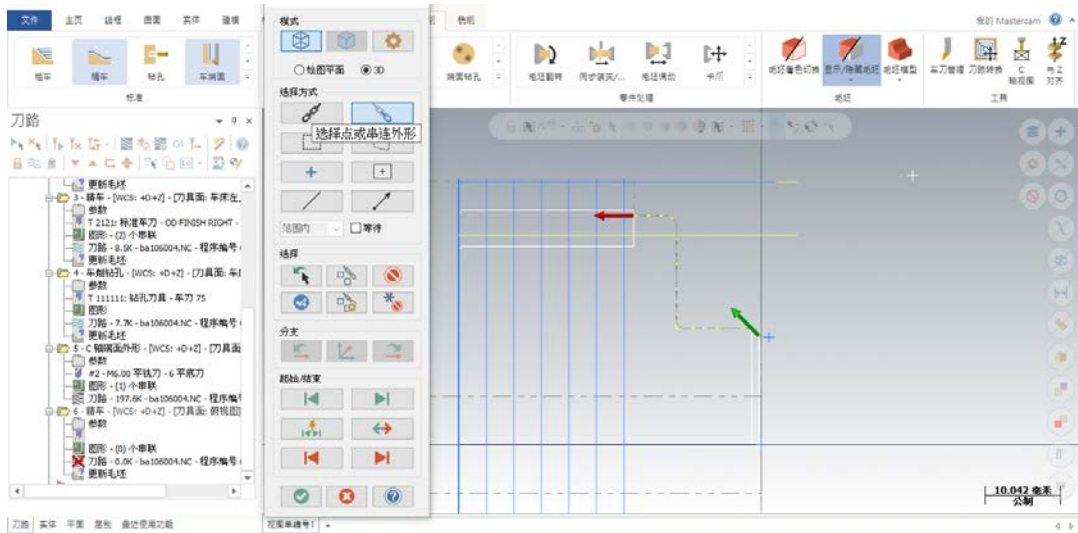 文件 主页 线框 曲面 实体 建模 铣削 我的 Mastercam
粗车 精车 钻孔 车端面 端面钻孔 毛坯翻转 同步装夹/... 毛坯调动 卡爪 毛坯着色切换 显示/隐藏毛坯 毛坯模型 车刀管理 刀路转换 C 轴视图 与 Z 对齐
标准 零件处理 毛坯 工具
刀路
更新毛坯
3 - 精车 - [WCS: +D+Z] - [刀具面: 车床左
参数
T 2121: 标准车刀 - OD FINISH RIGHT -
图形 - (2) 个串联
刀路 - 8.5K - ba106004.NC - 程序编号
更新毛坯
4 - 车削钻孔 - [WCS: +D+Z] - [刀具面: 车
参数
T 111111: 钻孔刀具 - 车刀 75
图形
刀路 - 7.7K - ba106004.NC - 程序编号
更新毛坯
5 - C 轴端面外形 - [WCS: +D+Z] - [刀具面
参数
#2 - M6.00 平铣刀 - 6 平底刀
图形 - (1) 个串联
刀路 - 197.6K - ba106004.NC - 程序编
更新毛坯
6 - 精车 - [WCS: +D+Z] - [刀具面: 俯视图]
参数
图形 - (0) 个串联
刀路 - 0.0K - ba106004.NC - 程序编号
更新毛坯
刀路 实体 平面 层别 最近使用功能
模式
绘图平面 3D
选择方式
选择点或串连外形
范围内 等待
选择
分支
起始/结束
视图单编号1
10.042 毫米
公制